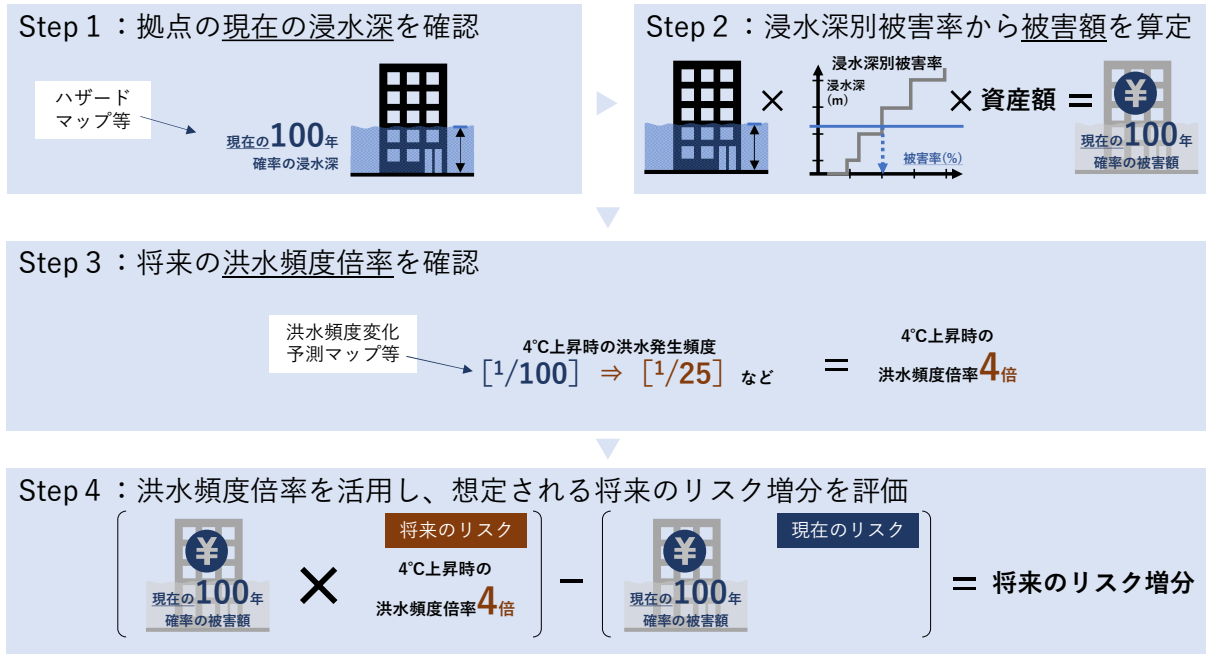 Step 1 ：拠点の現在の浸水深を確認
ハザード
マップ等
現在の100年
確率の浸水深
Step 2 ：浸水深別被害率から被害額を算定
浸水深別被害率
浸水深
(m)
被害率(%)
×
× 資産額 =
¥
現在の100年
確率の被害額
Step 3 ：将来の洪水頻度倍率を確認
洪水頻度変化
予測マップ等
4℃上昇時の洪水発生頻度
[1/100] ⇒ [1/25] など
=
4℃上昇時の
洪水頻度倍率4倍
Step 4 ：洪水頻度倍率を活用し、想定される将来のリスク増分を評価
¥
現在の100年
確率の被害額
×
将来のリスク
4℃上昇時の
洪水頻度倍率4倍
−
¥
現在の100年
確率の被害額
現在のリスク
= 将来のリスク増分